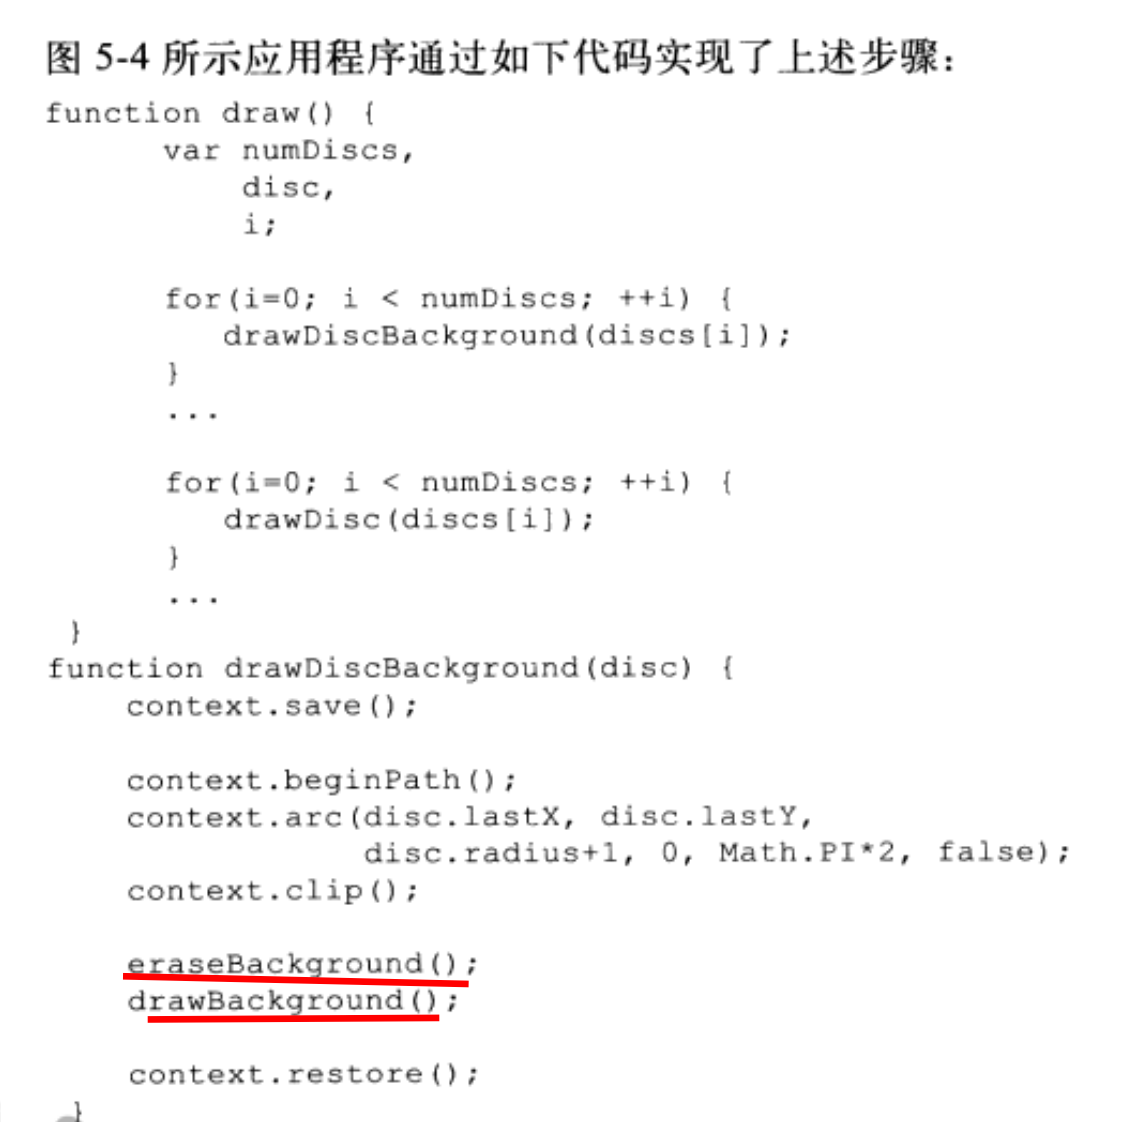 图 5-4 所示应用程序通过如下代码实现了上述步骤：
function draw() {
var numDiscs,
disc,
i;
for(i=0; i < numDiscs; ++i) {
drawDiscBackground(discs[i]);
}
...
for(i=0; i < numDiscs; ++i) {
drawDisc(discs[i]);
}
...
}
function drawDiscBackground(disc) {
context.save();
context.beginPath();
context.arc(disc.lastX, disc.lastY,
disc.radius+1, 0, Math.PI*2, false);
context.clip();
eraseBackground();
drawBackground();
context.restore();
}